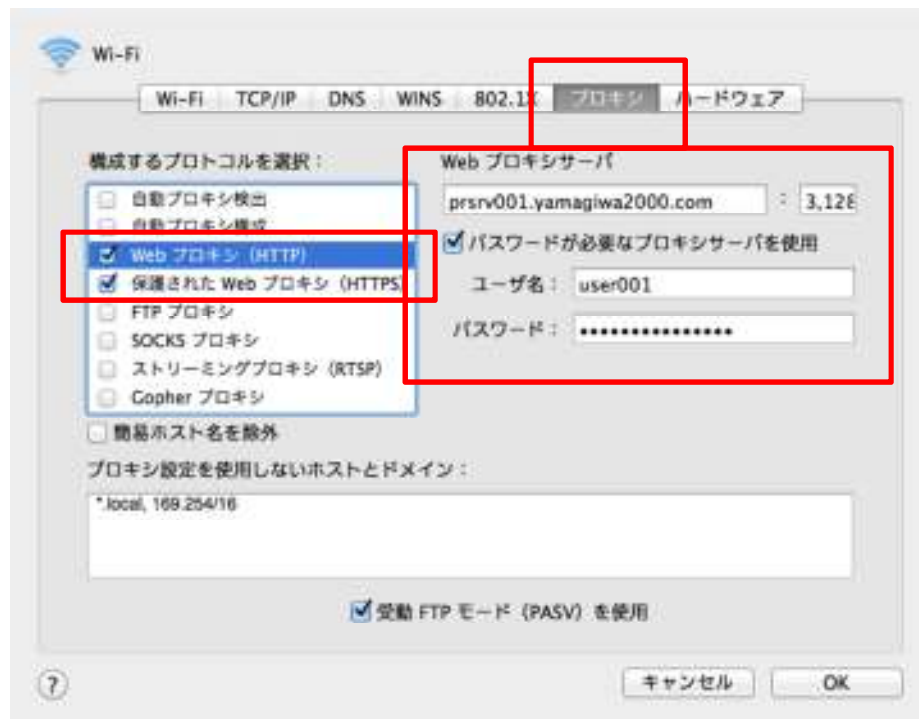 Wi-Fi
Wi-Fi TCP/IP DNS WINS 802.1X プロキシ ハードウェア
構成するプロトコルを選択：
自動プロキシ検出
自動プロキシ構成
Web プロキシ（HTTP）
保護された Web プロキシ（HTTPS）
FTP プロキシ
SOCKS プロキシ
ストリーミングプロキシ（RTSP）
Gopher プロキシ
簡易ホスト名を除外
Web プロキシサーバ
prsrv001.yamagiwa2000.com : 3,128
パスワードが必要なプロキシサーバを使用
ユーザ名： user001
パスワード： •••••••••••••••
プロキシ設定を使用しないホストとドメイン：
*.local, 169.254/16
受動 FTP モード（PASV）を使用
? キャンセル OK